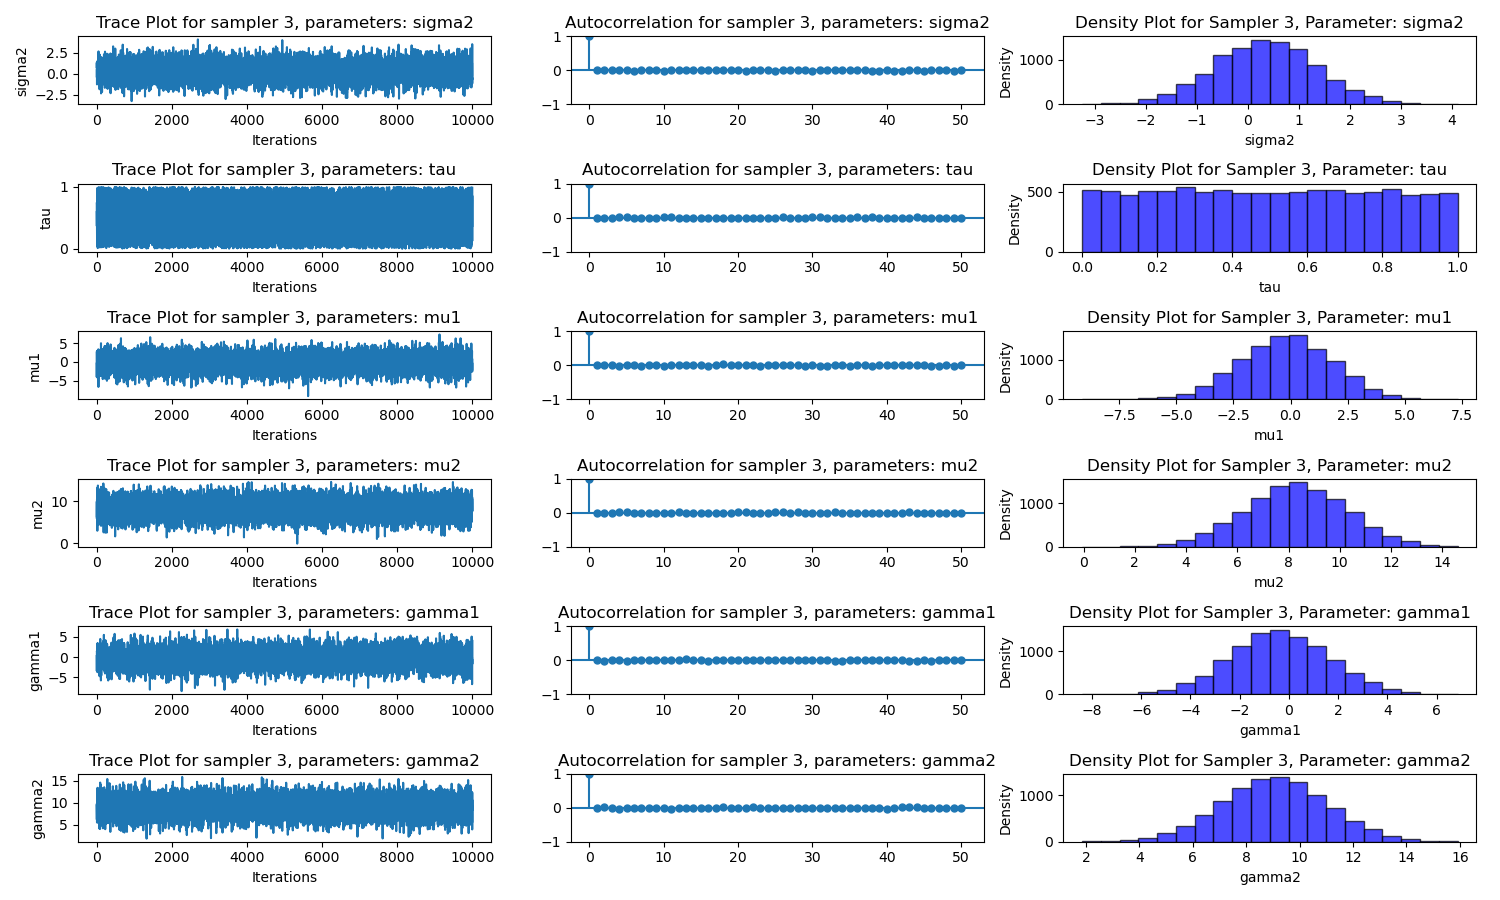 Trace Plot for sampler 3, parameters: sigma2
sigma2
2.5
0.0
−2.5
0 2000 4000 6000 8000 10000
Iterations
Autocorrelation for sampler 3, parameters: sigma2
1
0
−1
0 10 20 30 40 50
Density Plot for Sampler 3, Parameter: sigma2
Density
1000
0
−3 −2 −1 0 1 2 3 4
sigma2
Trace Plot for sampler 3, parameters: tau
tau
1
0
0 2000 4000 6000 8000 10000
Iterations
Autocorrelation for sampler 3, parameters: tau
1
0
−1
0 10 20 30 40 50
Density Plot for Sampler 3, Parameter: tau
Density
500
0
0.0 0.2 0.4 0.6 0.8 1.0
tau
Trace Plot for sampler 3, parameters: mu1
mu1
5
0
−5
0 2000 4000 6000 8000 10000
Iterations
Autocorrelation for sampler 3, parameters: mu1
1
0
−1
0 10 20 30 40 50
Density Plot for Sampler 3, Parameter: mu1
Density
1000
0
−7.5 −5.0 −2.5 0.0 2.5 5.0 7.5
mu1
Trace Plot for sampler 3, parameters: mu2
mu2
10
0
0 2000 4000 6000 8000 10000
Iterations
Autocorrelation for sampler 3, parameters: mu2
1
0
−1
0 10 20 30 40 50
Density Plot for Sampler 3, Parameter: mu2
Density
1000
0
0 2 4 6 8 10 12 14
mu2
Trace Plot for sampler 3, parameters: gamma1
gamma1
5
0
−5
0 2000 4000 6000 8000 10000
Iterations
Autocorrelation for sampler 3, parameters: gamma1
1
0
−1
0 10 20 30 40 50
Density Plot for Sampler 3, Parameter: gamma1
Density
1000
0
−8 −6 −4 −2 0 2 4 6
gamma1
Trace Plot for sampler 3, parameters: gamma2
gamma2
15
10
5
0 2000 4000 6000 8000 10000
Iterations
Autocorrelation for sampler 3, parameters: gamma2
1
0
−1
0 10 20 30 40 50
Density Plot for Sampler 3, Parameter: gamma2
Density
1000
0
2 4 6 8 10 12 14 16
gamma2